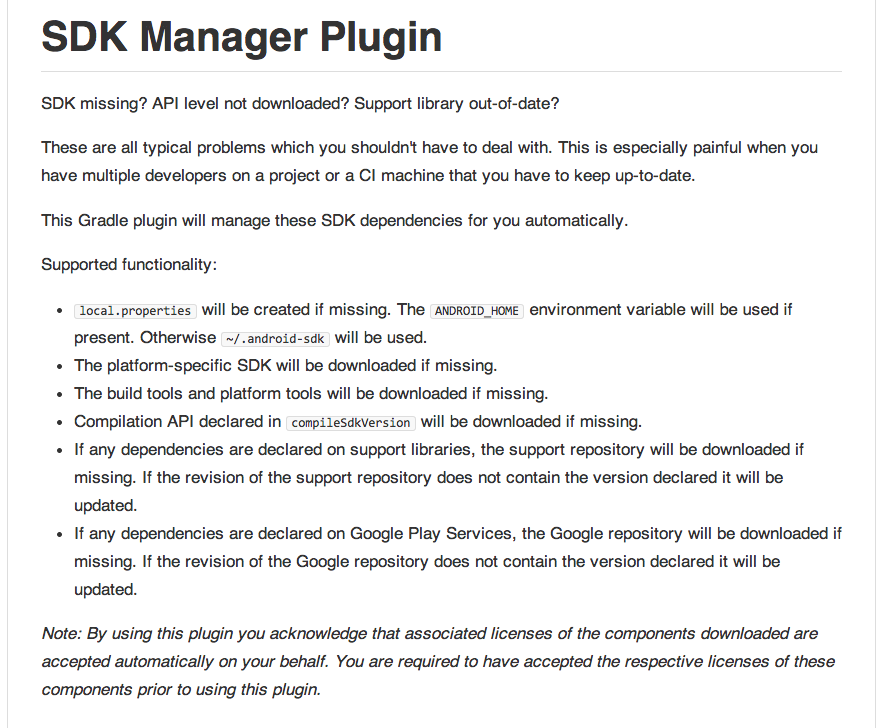 SDK Manager Plugin
SDK missing? API level not downloaded? Support library out-of-date?
These are all typical problems which you shouldn't have to deal with. This is especially painful when you
have multiple developers on a project or a CI machine that you have to keep up-to-date.
This Gradle plugin will manage these SDK dependencies for you automatically.
Supported functionality:
• local.properties will be created if missing. The ANDROID_HOME environment variable will be used if
present. Otherwise ~/.android-sdk will be used.
• The platform-specific SDK will be downloaded if missing.
• The build tools and platform tools will be downloaded if missing.
• Compilation API declared in compileSdkVersion will be downloaded if missing.
• If any dependencies are declared on support libraries, the support repository will be downloaded if
missing. If the revision of the support repository does not contain the version declared it will be
updated.
• If any dependencies are declared on Google Play Services, the Google repository will be downloaded if
missing. If the revision of the Google repository does not contain the version declared it will be
updated.
Note: By using this plugin you acknowledge that associated licenses of the components downloaded are
accepted automatically on your behalf. You are required to have accepted the respective licenses of these
components prior to using this plugin.